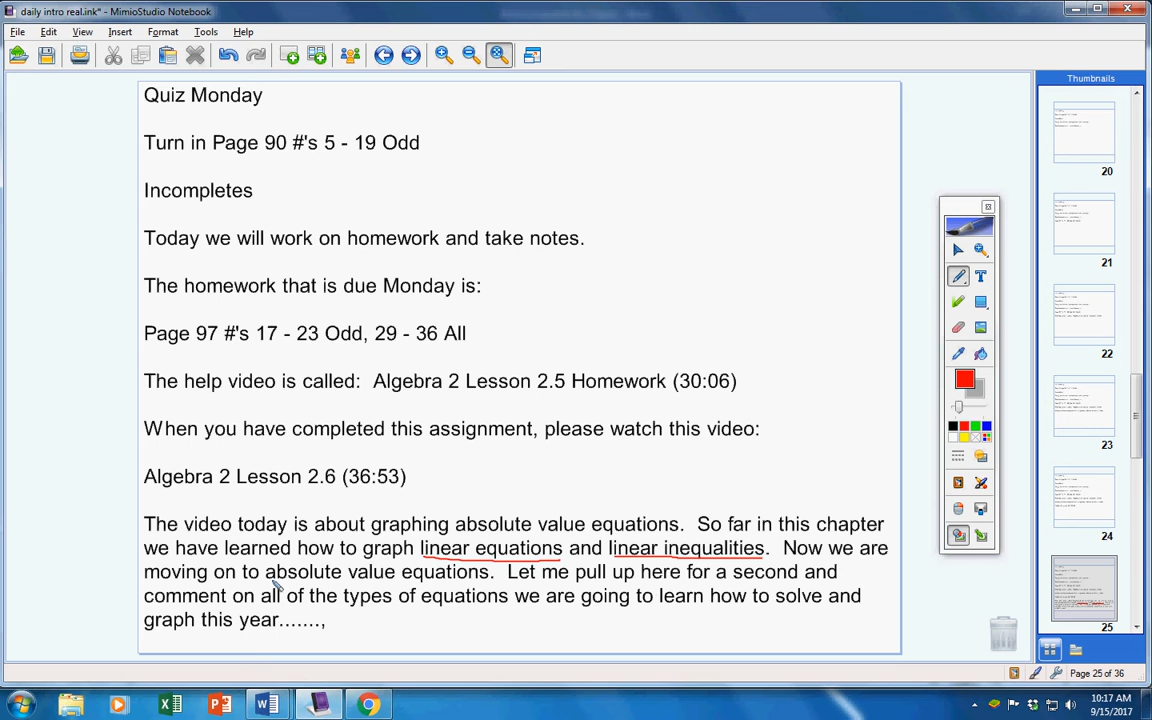 daily intro real.ink* - MimioStudio Notebook
File Edit View Insert Format Tools Help
Quiz Monday
Turn in Page 90 #'s 5 - 19 Odd
Incompletes
Today we will work on homework and take notes.
The homework that is due Monday is:
Page 97 #'s 17 - 23 Odd, 29 - 36 All
The help video is called:  Algebra 2 Lesson 2.5 Homework (30:06)
When you have completed this assignment, please watch this video:
Algebra 2 Lesson 2.6 (36:53)
The video today is about graphing absolute value equations.  So far in this chapter
we have learned how to graph linear equations and linear inequalities.  Now we are
moving on to absolute value equations.  Let me pull up here for a second and
comment on all of the types of equations we are going to learn how to solve and
graph this year.......,
Thumbnails
20
21
22
23
24
25
Page 25 of 36
10:17 AM
9/15/2017